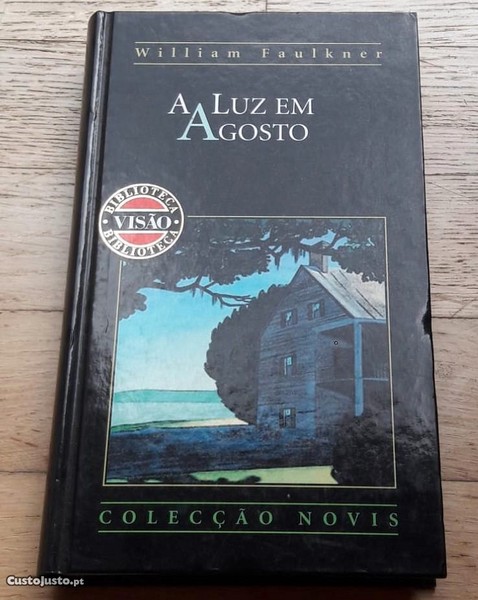 William Faulkner
A LUZ EM
AGOSTO
BIBLIOTECA
VISÃO
BIBLIOTECA
COLECÇÃO NOVIS
CustoJusto.pt